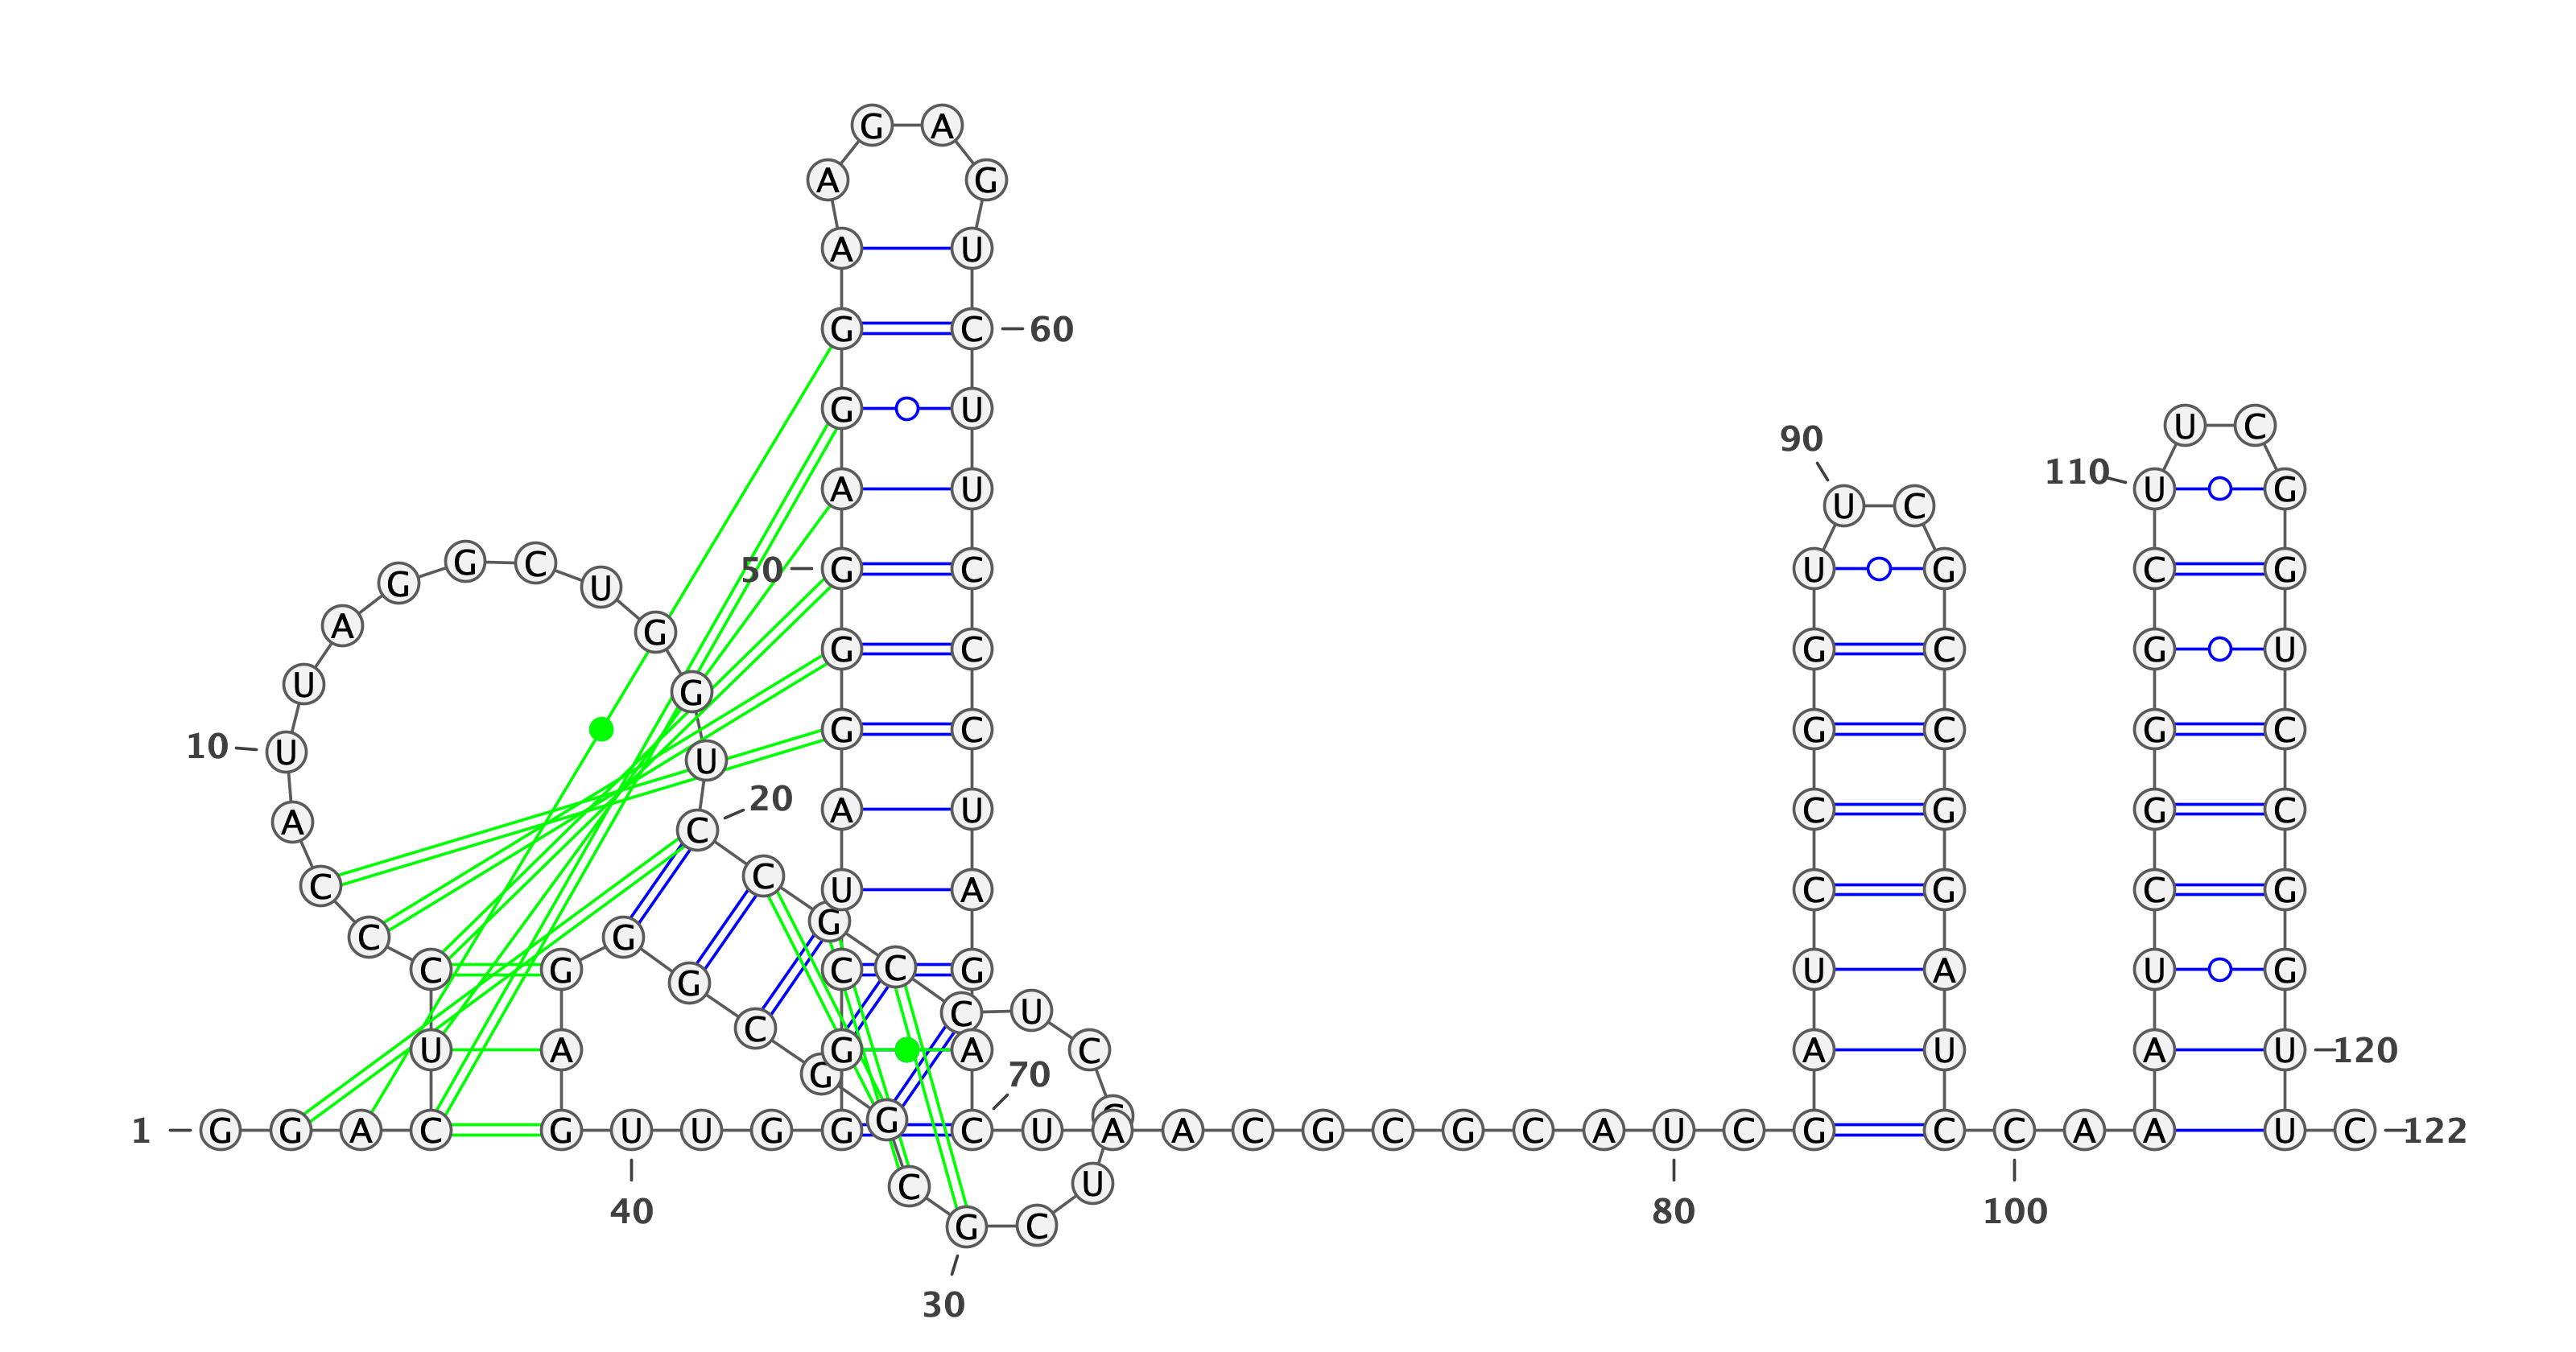 G A
A G
A U
G C 60
G U
U C
90
110
A U U G
U C
G G C U
50 G C U G C G
A G
G C G C G U
U G
G C G C G C
10 U U
20
A U C G G C
A C
C C
U A C G C G
G
C G
C G C C G U A U G
G
C U
C
U A G A C A U A U 120
G 70
1 G G A C G U U G G G C U A A C G C G C A U C G C C A A U C 122
C U
40 G C 80 100
30